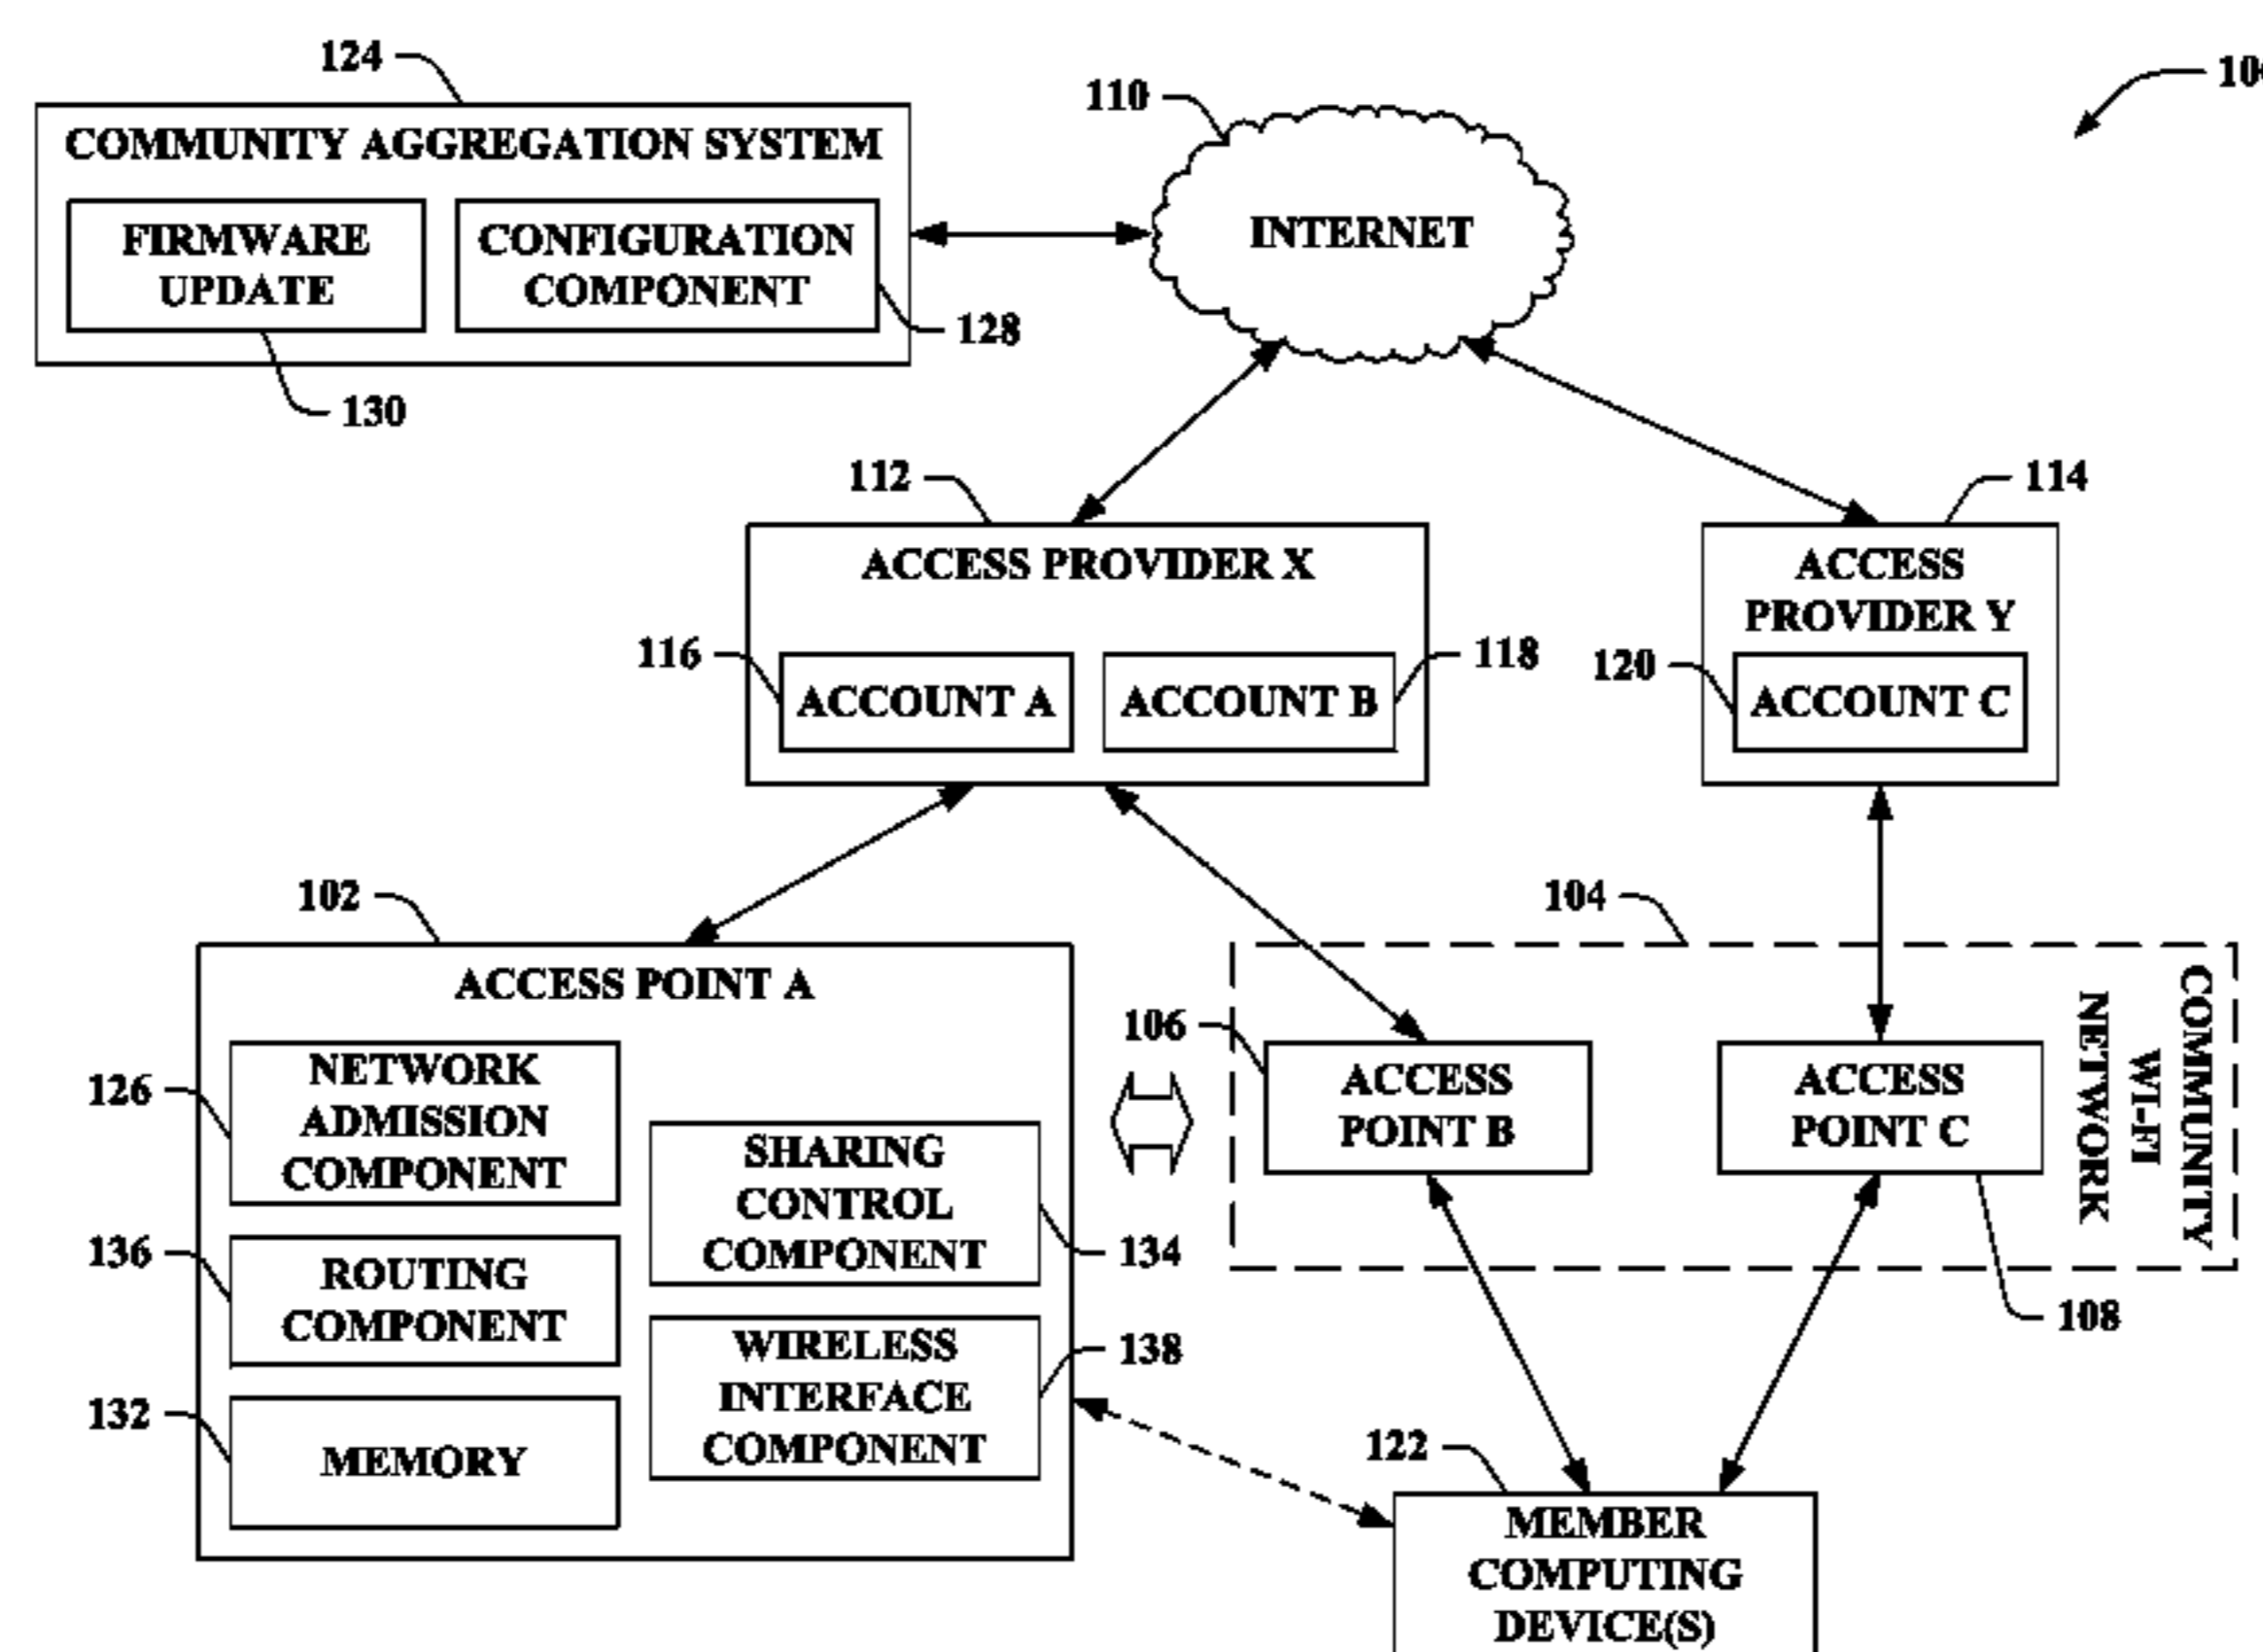 124
COMMUNITY AGGREGATION SYSTEM
FIRMWARE
UPDATE
CONFIGURATION
COMPONENT
128
130
110
INTERNET
112
ACCESS PROVIDER X
116
ACCOUNT A
ACCOUNT B
118
114
ACCESS
PROVIDER Y
120
ACCOUNT C
102
ACCESS POINT A
126
NETWORK
ADMISSION
COMPONENT
136
ROUTING
COMPONENT
132
MEMORY
SHARING
CONTROL
COMPONENT
134
WIRELESS
INTERFACE
COMPONENT
138
104
COMMUNITY
WI-FI
NETWORK
106
ACCESS
POINT B
ACCESS
POINT C
108
122
MEMBER
COMPUTING
DEVICE(S)